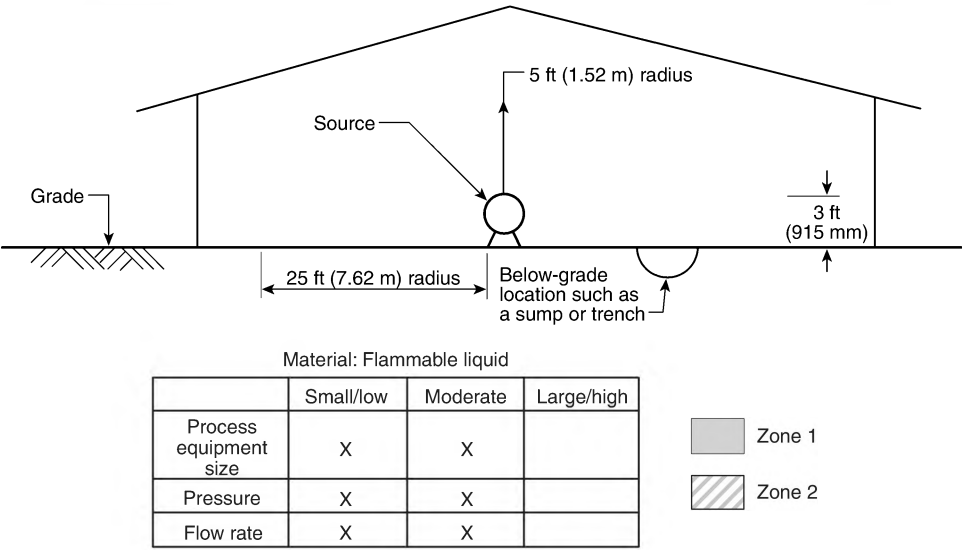 5 ft (1.52 m) radius
Source
Grade
3 ft
(915 mm)
25 ft (7.62 m) radius
Below-grade
location such as
a sump or trench
Material: Flammable liquid
Small/low Moderate Large/high
Process
equipment
size
X X
Pressure X X
Flow rate X X
Zone 1
Zone 2